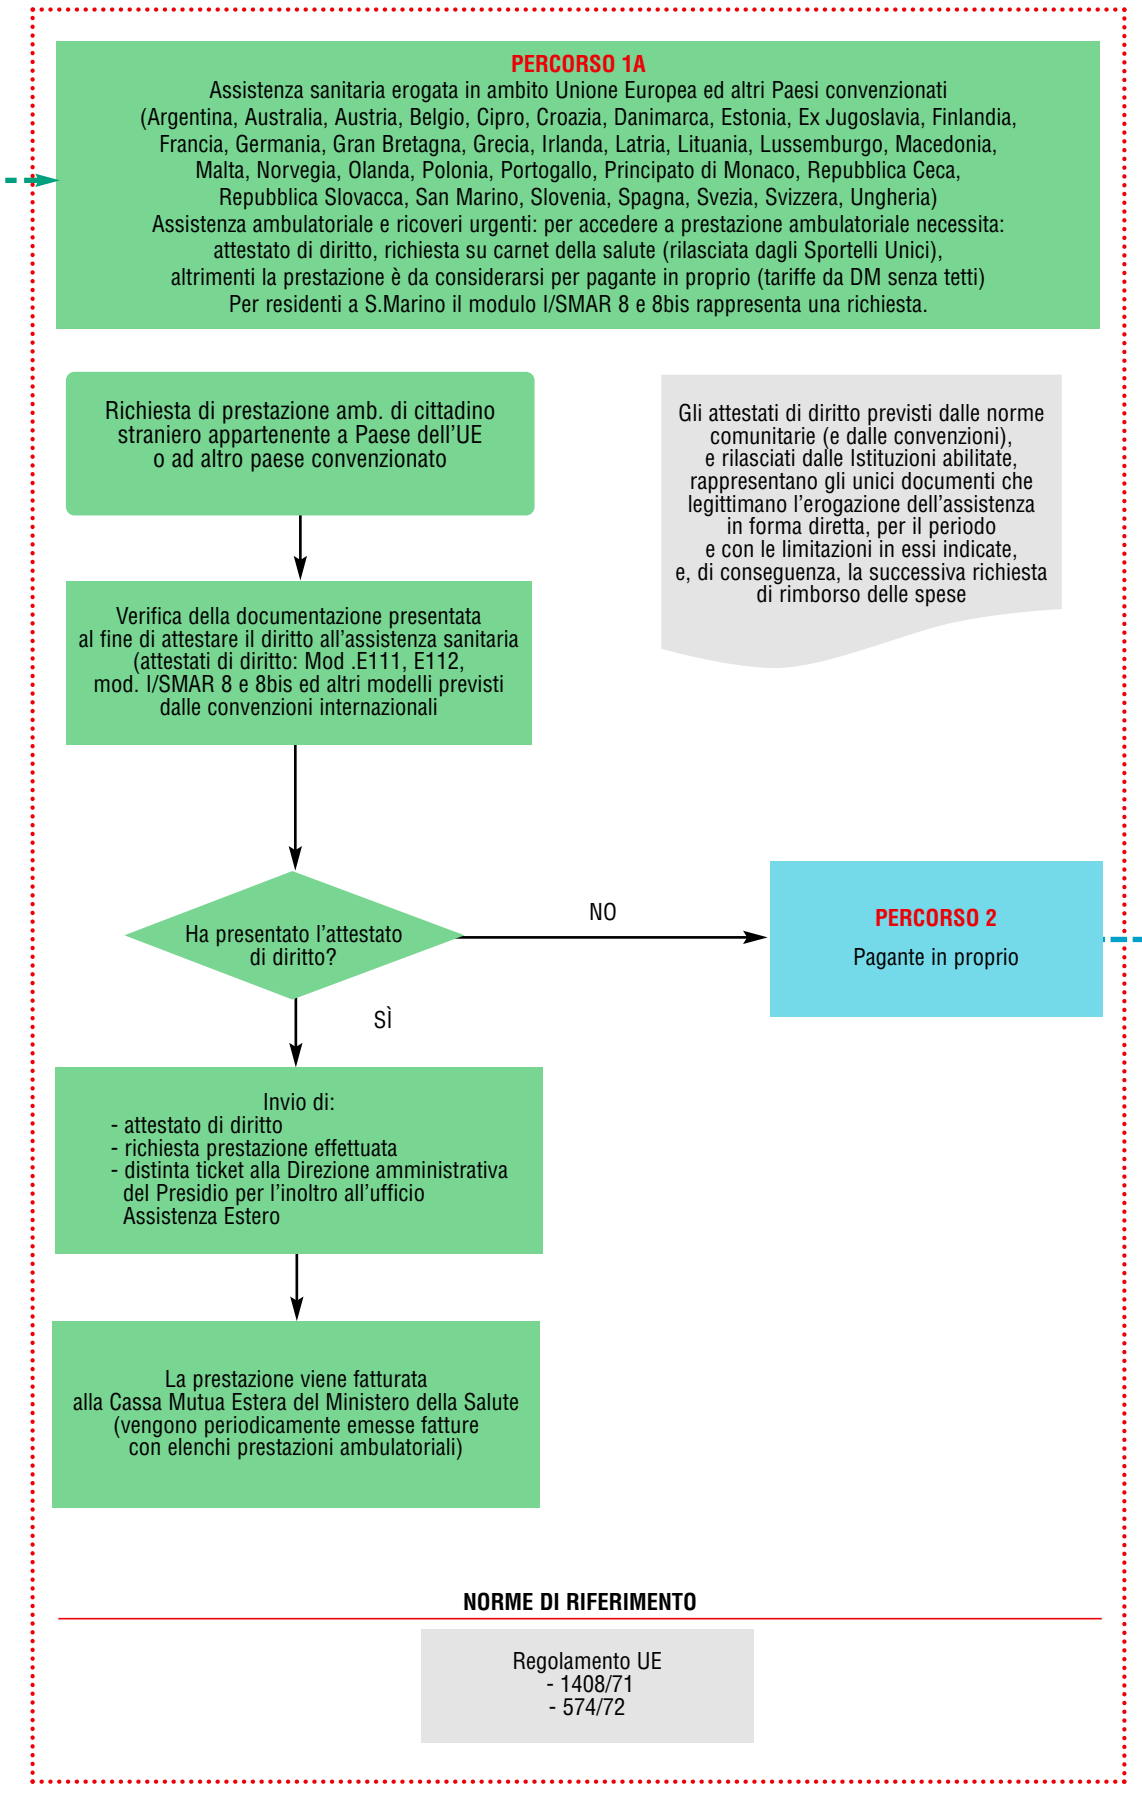 PERCORSO 1A
Assistenza sanitaria erogata in ambito Unione Europea ed altri Paesi convenzionati
(Argentina, Australia, Austria, Belgio, Cipro, Croazia, Danimarca, Estonia, Ex Jugoslavia, Finlandia,
Francia, Germania, Gran Bretagna, Grecia, Irlanda, Latria, Lituania, Lussemburgo, Macedonia,
Malta, Norvegia, Olanda, Polonia, Portogallo, Principato di Monaco, Repubblica Ceca,
Repubblica Slovacca, San Marino, Slovenia, Spagna, Svezia, Svizzera, Ungheria)
Assistenza ambulatoriale e ricoveri urgenti: per accedere a prestazione ambulatoriale necessita:
attestato di diritto, richiesta su carnet della salute (rilasciata dagli Sportelli Unici),
altrimenti la prestazione è da considerarsi per pagante in proprio (tariffe da DM senza tetti)
Per residenti a S.Marino il modulo I/SMAR 8 e 8bis rappresenta una richiesta.
Richiesta di prestazione amb. di cittadino
straniero appartenente a Paese dell'UE
o ad altro paese convenzionato
Gli attestati di diritto previsti dalle norme
comunitarie (e dalle convenzioni),
e rilasciati dalle Istituzioni abilitate,
rappresentano gli unici documenti che
legittimano l'erogazione dell'assistenza
in forma diretta, per il periodo
e con le limitazioni in essi indicate,
e, di conseguenza, la successiva richiesta
di rimborso delle spese
Verifica della documentazione presentata
al fine di attestare il diritto all'assistenza sanitaria
(attestati di diritto: Mod .E111, E112,
mod. I/SMAR 8 e 8bis ed altri modelli previsti
dalle convenzioni internazionali
Ha presentato l'attestato
di diritto?
NO
PERCORSO 2
Pagante in proprio
SÌ
Invio di:
- attestato di diritto
- richiesta prestazione effettuata
- distinta ticket alla Direzione amministrativa
del Presidio per l'inoltro all'ufficio
Assistenza Estero
La prestazione viene fatturata
alla Cassa Mutua Estera del Ministero della Salute
(vengono periodicamente emesse fatture
con elenchi prestazioni ambulatoriali)
NORME DI RIFERIMENTO
Regolamento UE
- 1408/71
- 574/72